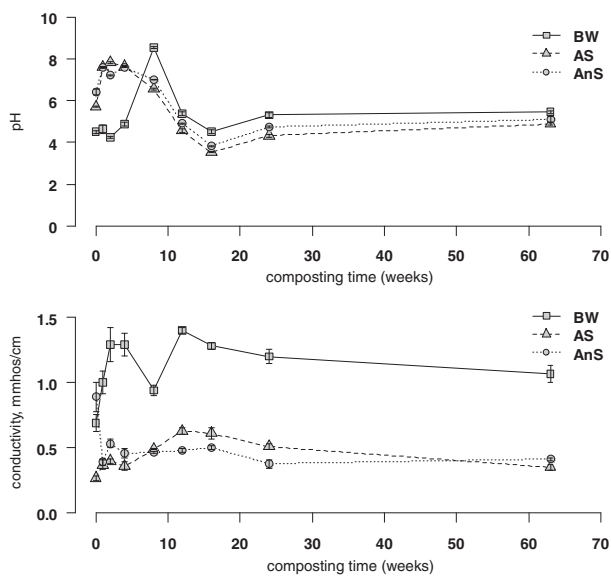 10
8
6
4
2
0
pH
BW
AS
AnS
0 10 20 30 40 50 60 70
composting time (weeks)
1.5
1.0
0.5
0.0
conductivity, mmhos/cm
BW
AS
AnS
0 10 20 30 40 50 60 70
composting time (weeks)